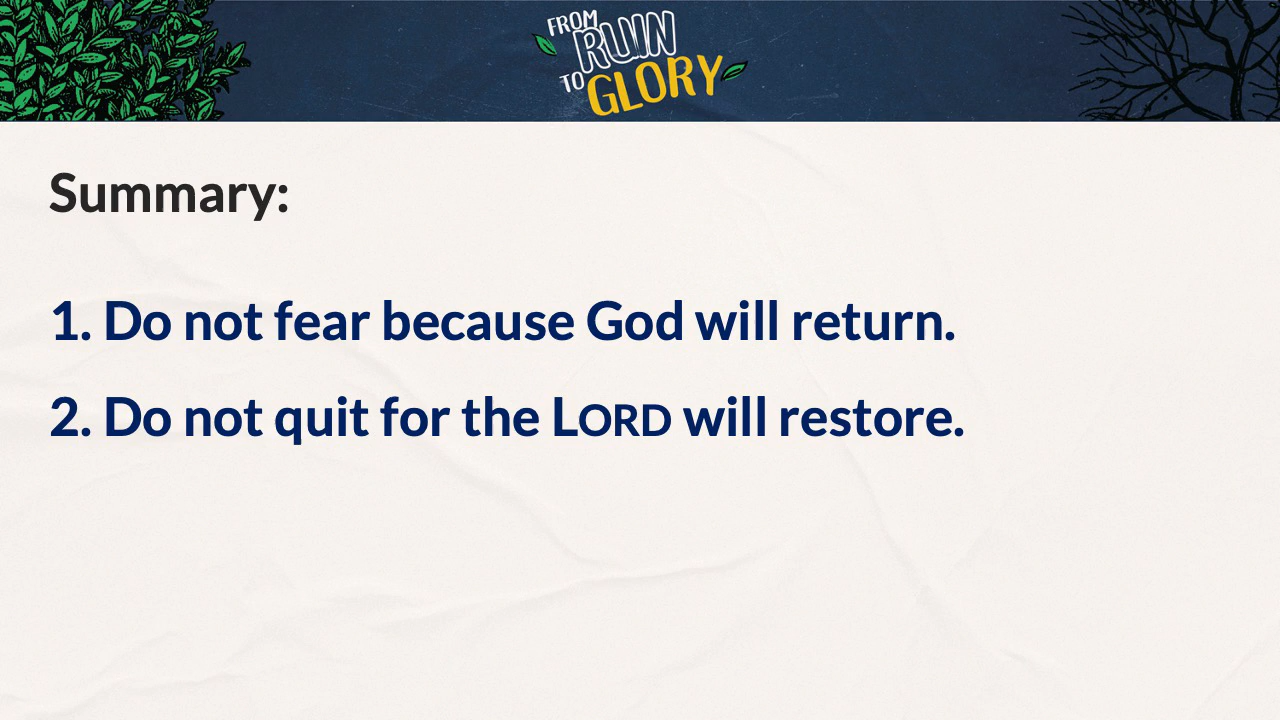 FROM
RUIN
TO GLORY
Summary:
1. Do not fear because God will return.
2. Do not quit for the LORD will restore.